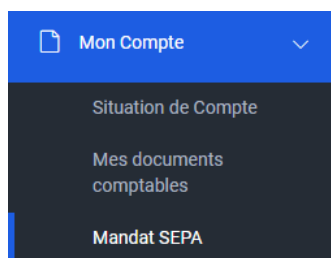 Mon Compte
Situation de Compte
Mes documents
comptables
Mandat SEPA